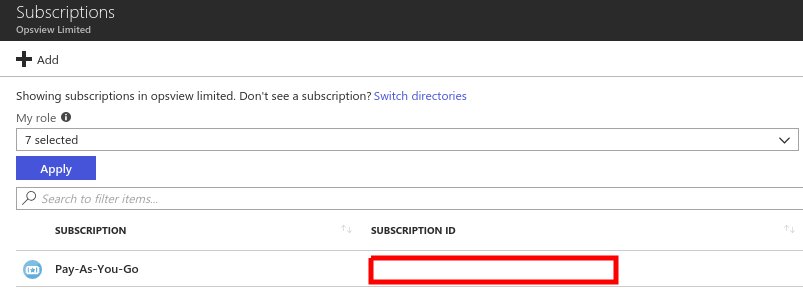 Subscriptions
Opsview Limited
Add
Showing subscriptions in opsview limited. Don't see a subscription? Switch directories
My role
7 selected
Apply
Search to filter items...
SUBSCRIPTION SUBSCRIPTION ID
Pay-As-You-Go